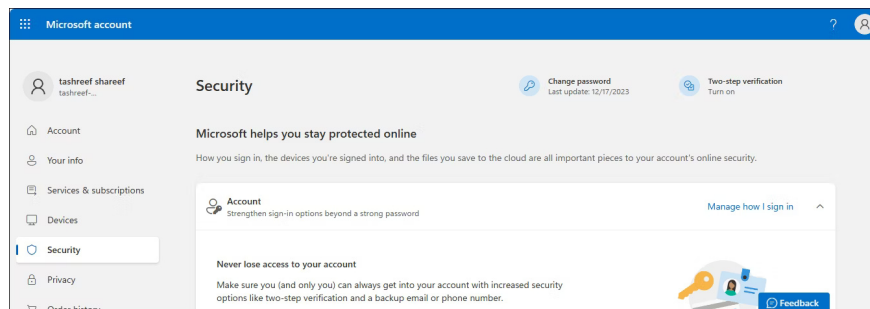 Microsoft account
?
tashreef shareef
tashreef-...
Security
Change password
Last update: 12/17/2023
Two-step verification
Turn on
Account
Your info
Services & subscriptions
Devices
Security
Privacy
Order history
Microsoft helps you stay protected online
How you sign in, the devices you're signed into, and the files you save to the cloud are all important pieces to your account's online security.
Account
Strengthen sign-in options beyond a strong password
Manage how I sign in
Never lose access to your account
Make sure you (and only you) can always get into your account with increased security
options like two-step verification and a backup email or phone number.
Feedback